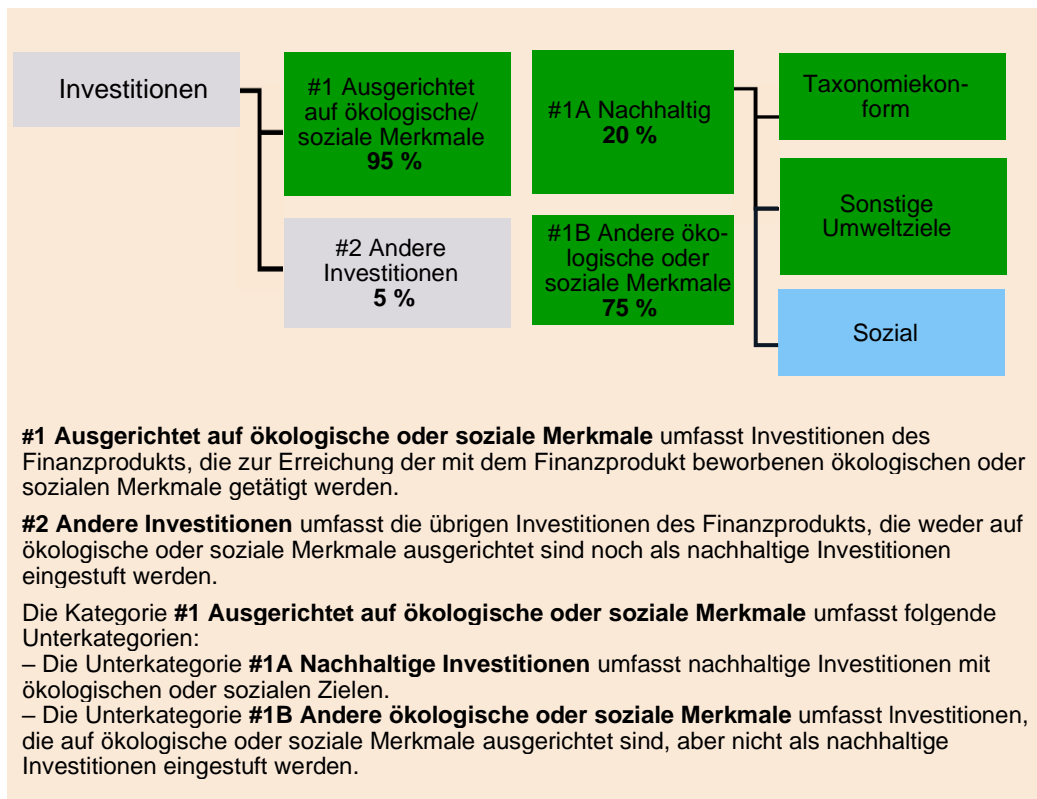 Investitionen
#1 Ausgerichtet
auf ökologische/
soziale Merkmale
95 %
#2 Andere
Investitionen
5 %
#1A Nachhaltig
20 %
#1B Andere öko-
logische oder
soziale Merkmale
75 %
Taxonomiekon-
form
Sonstige
Umweltziele
Sozial
#1 Ausgerichtet auf ökologische oder soziale Merkmale umfasst Investitionen des
Finanzprodukts, die zur Erreichung der mit dem Finanzprodukt beworbenen ökologischen oder
sozialen Merkmale getätigt werden.
#2 Andere Investitionen umfasst die übrigen Investitionen des Finanzprodukts, die weder auf
ökologische oder soziale Merkmale ausgerichtet sind noch als nachhaltige Investitionen
eingestuft werden.
Die Kategorie #1 Ausgerichtet auf ökologische oder soziale Merkmale umfasst folgende
Unterkategorien:
– Die Unterkategorie #1A Nachhaltige Investitionen umfasst nachhaltige Investitionen mit
ökologischen oder sozialen Zielen.
– Die Unterkategorie #1B Andere ökologische oder soziale Merkmale umfasst Investitionen,
die auf ökologische oder soziale Merkmale ausgerichtet sind, aber nicht als nachhaltige
Investitionen eingestuft werden.